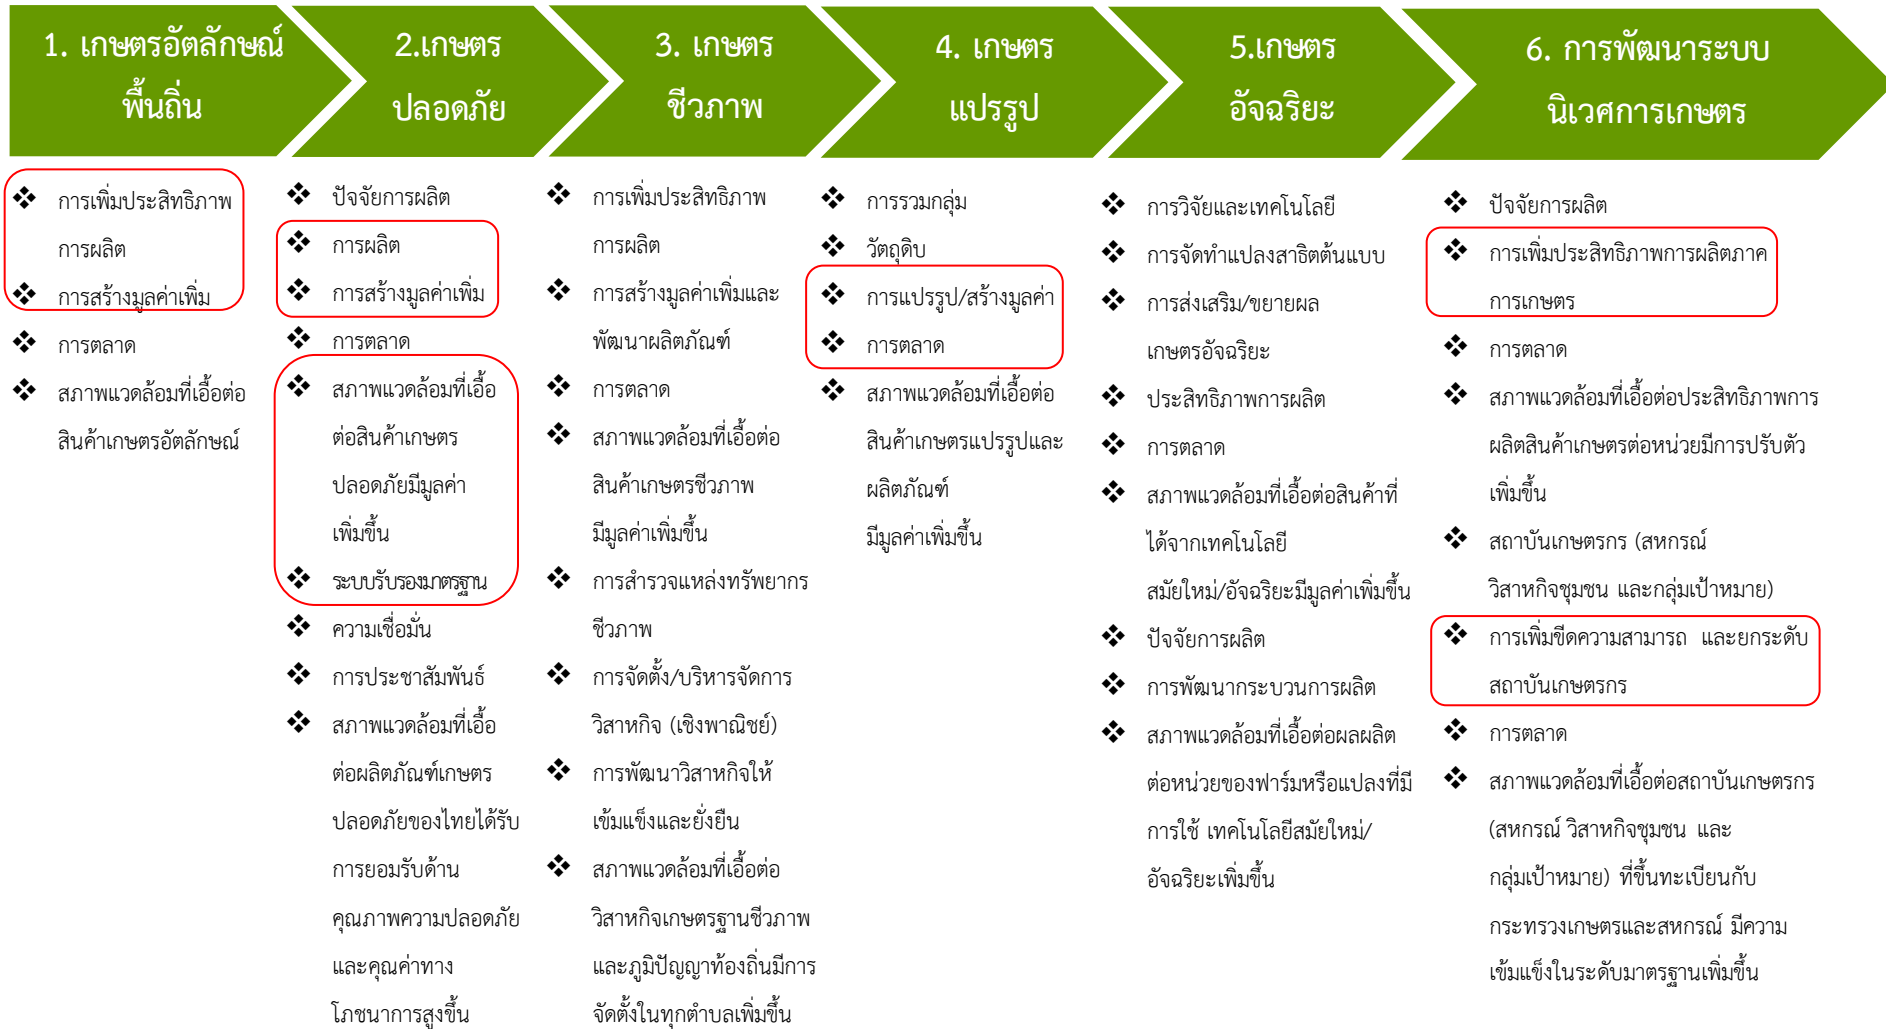 1. เกษตรอัตลักษณ์
พื้นถิ่น
2.เกษตร
ปลอดภัย
3. เกษตร
ชีวภาพ
4. เกษตร
แปรรูป
5.เกษตร
อัจฉริยะ
6. การพัฒนาระบบ
นิเวศการเกษตร
❖ การเพิ่มประสิทธิภาพ
การผลิต
❖ การสร้างมูลค่าเพิ่ม
❖ การตลาด
❖ สภาพแวดล้อมที่เอื้อต่อ
สินค้าเกษตรอัตลักษณ์
❖ ปัจจัยการผลิต
❖ การผลิต
❖ การสร้างมูลค่าเพิ่ม
❖ การตลาด
❖ สภาพแวดล้อมที่เอื้อ
ต่อสินค้าเกษตร
ปลอดภัยมีมูลค่า
เพิ่มขึ้น
❖ ระบบรับรองมาตรฐาน
❖ ความเชื่อมั่น
❖ การประชาสัมพันธ์
❖ สภาพแวดล้อมที่เอื้อ
ต่อผลิตภัณฑ์เกษตร
ปลอดภัยของไทยได้รับ
การยอมรับด้าน
คุณภาพความปลอดภัย
และคุณค่าทาง
โภชนาการสูงขึ้น
❖ การเพิ่มประสิทธิภาพ
การผลิต
❖ การสร้างมูลค่าเพิ่มและ
พัฒนาผลิตภัณฑ์
❖ การตลาด
❖ สภาพแวดล้อมที่เอื้อต่อ
สินค้าเกษตรชีวภาพ
มีมูลค่าเพิ่มขึ้น
❖ การสำรวจแหล่งทรัพยากร
ชีวภาพ
❖ การจัดตั้ง/บริหารจัดการ
วิสาหกิจ (เชิงพาณิชย์)
❖ การพัฒนาวิสาหกิจให้
เข้มแข็งและยั่งยืน
❖ สภาพแวดล้อมที่เอื้อต่อ
วิสาหกิจเกษตรฐานชีวภาพ
และภูมิปัญญาท้องถิ่นมีการ
จัดตั้งในทุกตำบลเพิ่มขึ้น
❖ การรวมกลุ่ม
❖ วัตถุดิบ
❖ การแปรรูป/สร้างมูลค่า
❖ การตลาด
❖ สภาพแวดล้อมที่เอื้อต่อ
สินค้าเกษตรแปรรูปและ
ผลิตภัณฑ์
มีมูลค่าเพิ่มขึ้น
❖ การวิจัยและเทคโนโลยี
❖ การจัดทำแปลงสาธิตต้นแบบ
❖ การส่งเสริม/ขยายผล
เกษตรอัจฉริยะ
❖ ประสิทธิภาพการผลิต
❖ การตลาด
❖ สภาพแวดล้อมที่เอื้อต่อสินค้าที่
ได้จากเทคโนโลยี
สมัยใหม่/อัจฉริยะมีมูลค่าเพิ่มขึ้น
❖ ปัจจัยการผลิต
❖ การพัฒนากระบวนการผลิต
❖ สภาพแวดล้อมที่เอื้อต่อผลผลิต
ต่อหน่วยของฟาร์มหรือแปลงที่มี
การใช้ เทคโนโลยีสมัยใหม่/
อัจฉริยะเพิ่มขึ้น
❖ ปัจจัยการผลิต
❖ การเพิ่มประสิทธิภาพการผลิตภาค
การเกษตร
❖ การตลาด
❖ สภาพแวดล้อมที่เอื้อต่อประสิทธิภาพการ
ผลิตสินค้าเกษตรต่อหน่วยมีการปรับตัว
เพิ่มขึ้น
❖ สถาบันเกษตรกร (สหกรณ์
วิสาหกิจชุมชน และกลุ่มเป้าหมาย)
❖ การเพิ่มขีดความสามารถ และยกระดับ
สถาบันเกษตรกร
❖ การตลาด
❖ สภาพแวดล้อมที่เอื้อต่อสถาบันเกษตรกร
(สหกรณ์ วิสาหกิจชุมชน และ
กลุ่มเป้าหมาย) ที่ขึ้นทะเบียนกับ
กระทรวงเกษตรและสหกรณ์ มีความ
เข้มแข็งในระดับมาตรฐานเพิ่มขึ้น